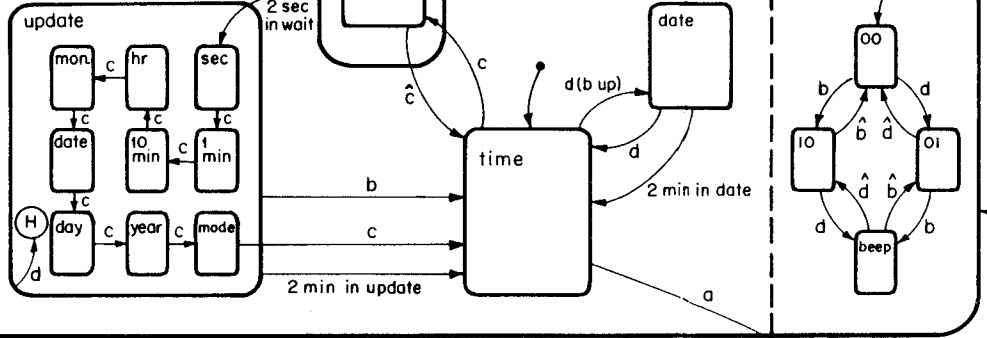 update
2 sec
in wait
date
mon.
c
hr
sec
c
ĉ
d(b up)
OO
b
d
c
c
c
date
10
min
c
1
min
time
d
b̂
d̂
10
01
c
b
2 min in date
d̂
b̂
H
day
c
year
c
mode
c
d
b
beep
d
2 min in update
a